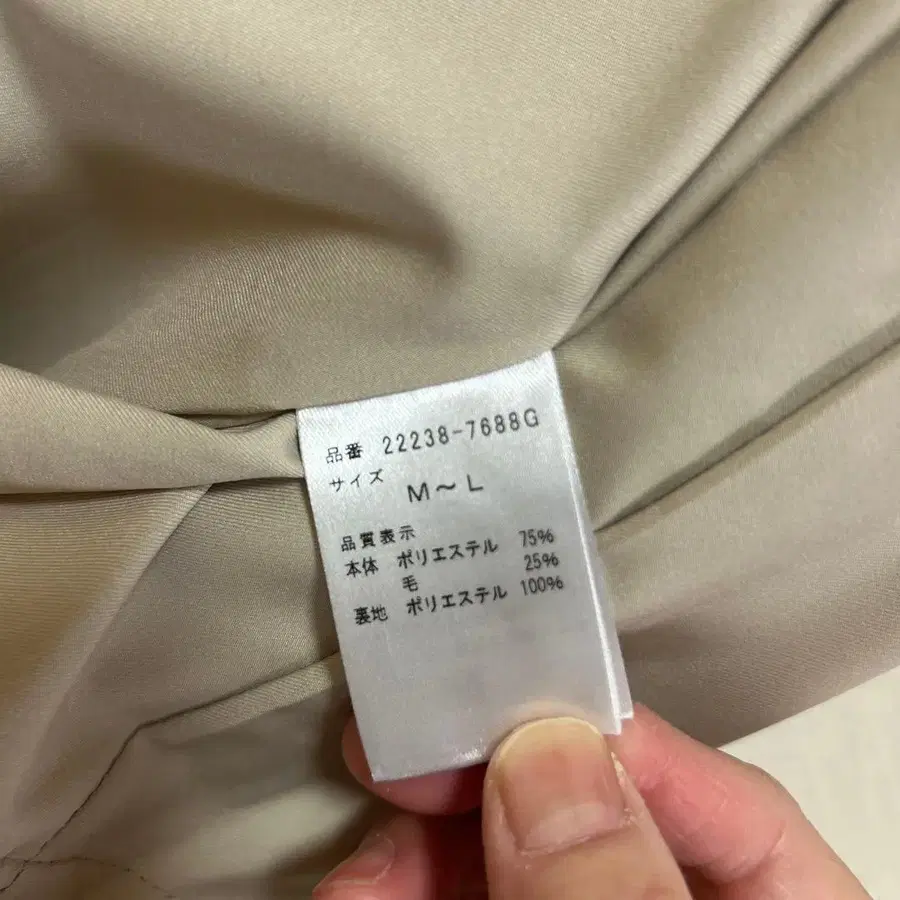 品番 22238-7688G
サイズ
M～L
品質表示
本体 ポリエステル 75%
毛 25%
裏地 ポリエステル 100%